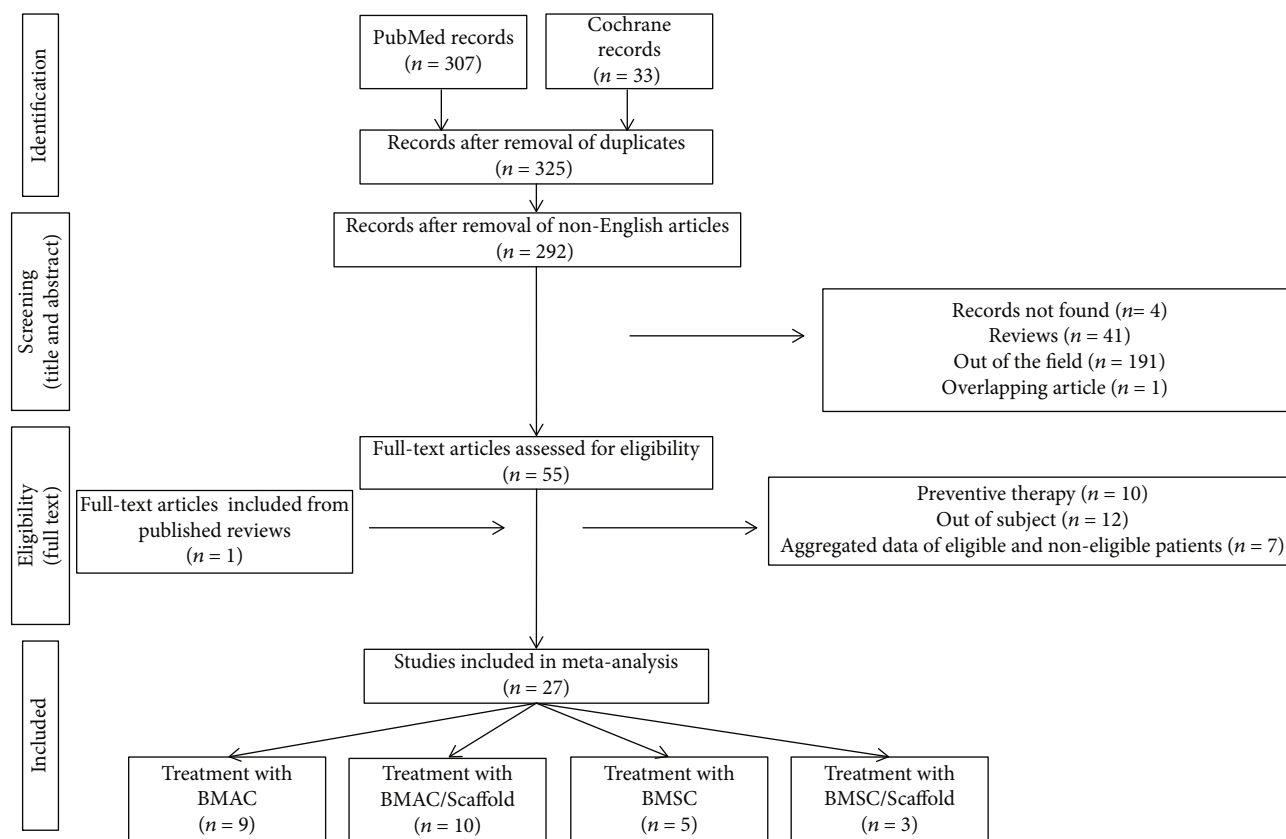 Identification
PubMed records
(n = 307)
Cochrane
records
(n = 33)
Records after removal of duplicates
(n = 325)
Screening
(title and abstract)
Records after removal of non-English articles
(n = 292)
Records not found (n= 4)
Reviews (n = 41)
Out of the field (n = 191)
Overlapping article (n = 1)
Eligibility
(full text)
Full-text articles assessed for eligibility
(n = 55)
Full-text articles included from
published reviews
(n = 1)
Preventive therapy (n = 10)
Out of subject (n = 12)
Aggregated data of eligible and non-eligible patients (n = 7)
Included
Studies included in meta-analysis
(n = 27)
Treatment with
BMAC
(n = 9)
Treatment with
BMAC/Scaffold
(n = 10)
Treatment with
BMSC
(n = 5)
Treatment with
BMSC/Scaffold
(n = 3)